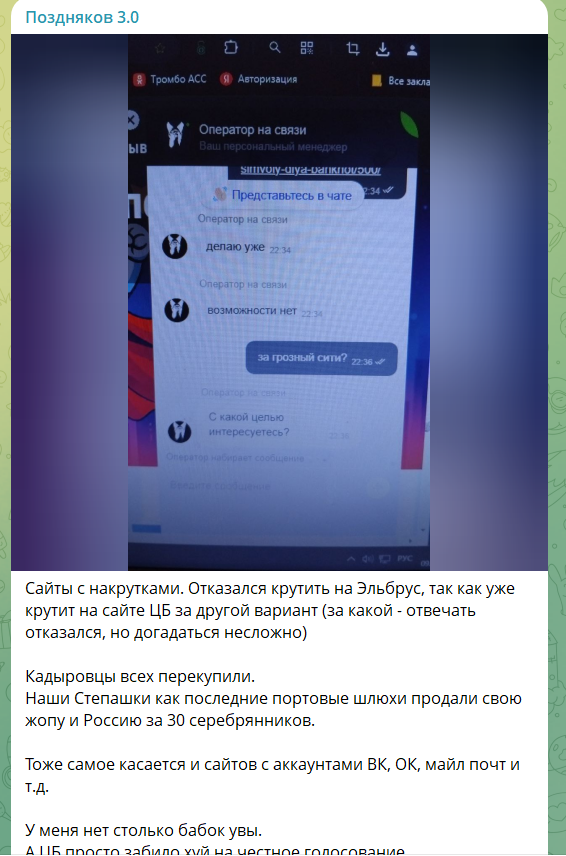 Поздняков 3.0
Тромбо АСС
Авторизация
Все закла
Оператор на связи
Ваш персональный менеджер
ЫВ
simvoly-dlya-banknot/500/
2:34
Представьтесь в чате
Оператор на связи
делаю уже 22:34
Оператор на связи
возможности нет 22:34
за грозный сити? 22:36
Оператор на связи
С какой целью
интересуетесь?
Оператор набирает сообщение
Введите сообщение
РУС
Сайты с накрутками. Отказался крутить на Эльбрус, так как уже
крутит на сайте ЦБ за другой вариант (за какой - отвечать
отказался, но догадаться несложно)
Кадыровцы всех перекупили.
Наши Степашки как последние портовые шлюхи продали свою
жопу и Россию за 30 серебрянников.
Тоже самое касается и сайтов с аккаунтами ВК, ОК, майл почт и
т.д.
У меня нет столько бабок увы.
А ЦБ просто забило хуй на честное голосование